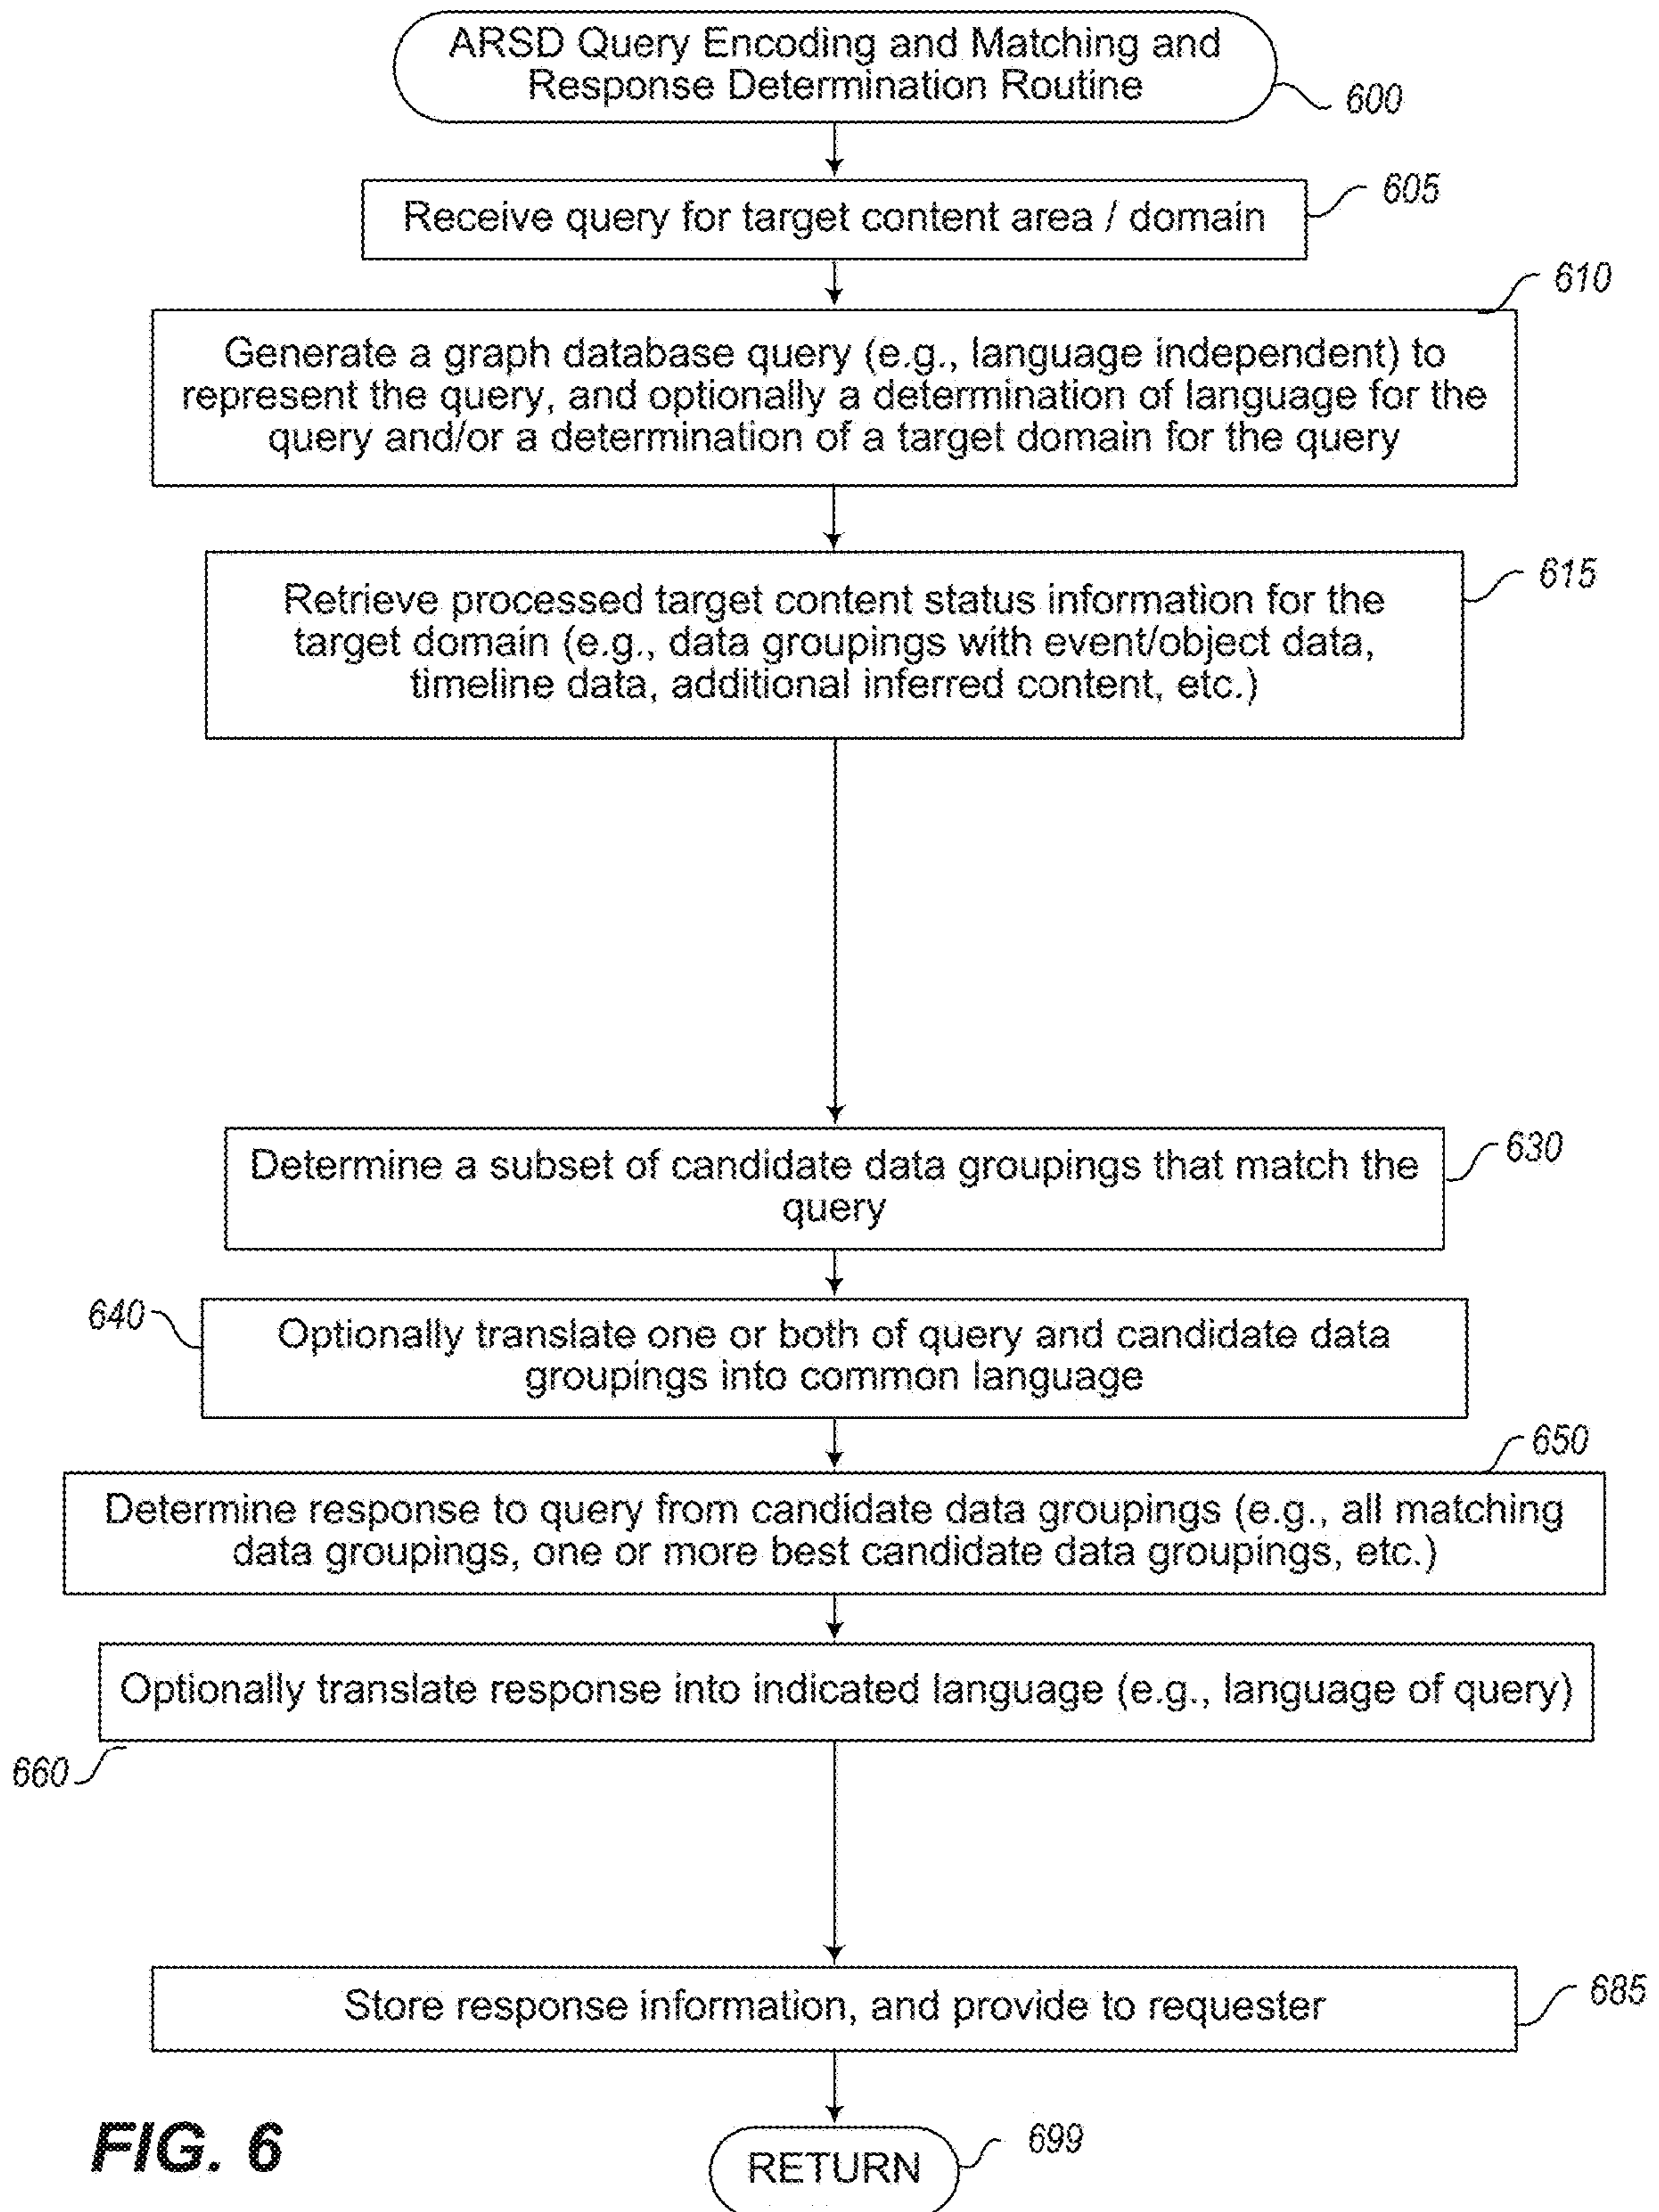 ARSD Query Encoding and Matching and
Response Determination Routine
600
Receive query for target content area / domain
605
610
Generate a graph database query (e.g., language independent) to
represent the query, and optionally a determination of language for the
query and/or a determination of a target domain for the query
615
Retrieve processed target content status information for the
target domain (e.g., data groupings with event/object data,
timeline data, additional inferred content, etc.)
630
Determine a subset of candidate data groupings that match the
query
640
Optionally translate one or both of query and candidate data
groupings into common language
650
Determine response to query from candidate data groupings (e.g., all matching
data groupings, one or more best candidate data groupings, etc.)
Optionally translate response into indicated language (e.g., language of query)
660
Store response information, and provide to requester
685
FIG. 6
RETURN
699